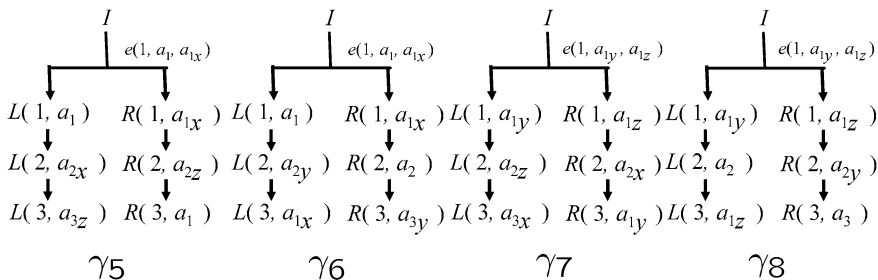 I I I I
e(1, a₁, a₁ₓ) e(1, a₁, a₁ₓ) e(1, a₁y, a₁z) e(1, a₁y, a₁z)
L(1, a₁) R(1, a₁ₓ) L(1, a₁) R(1, a₁ₓ) L(1, a₁y) R(1, a₁z) L(1, a₁y) R(1, a₁z)
L(2, a₂ₓ) R(2, a₂z) L(2, a₂y) R(2, a₂) L(2, a₂z) R(2, a₂ₓ) L(2, a₂) R(2, a₂y)
L(3, a₃z) R(3, a₁) L(3, a₁ₓ) R(3, a₃y) L(3, a₃ₓ) R(3, a₁y) L(3, a₁z) R(3, a₃)
γ5 γ6 γ7 γ8